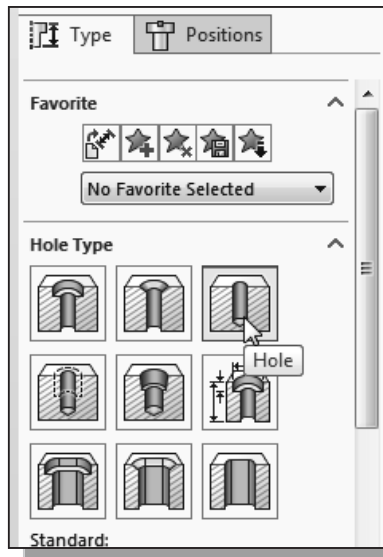 Type Positions
Favorite
No Favorite Selected
Hole Type
Hole
Standard: